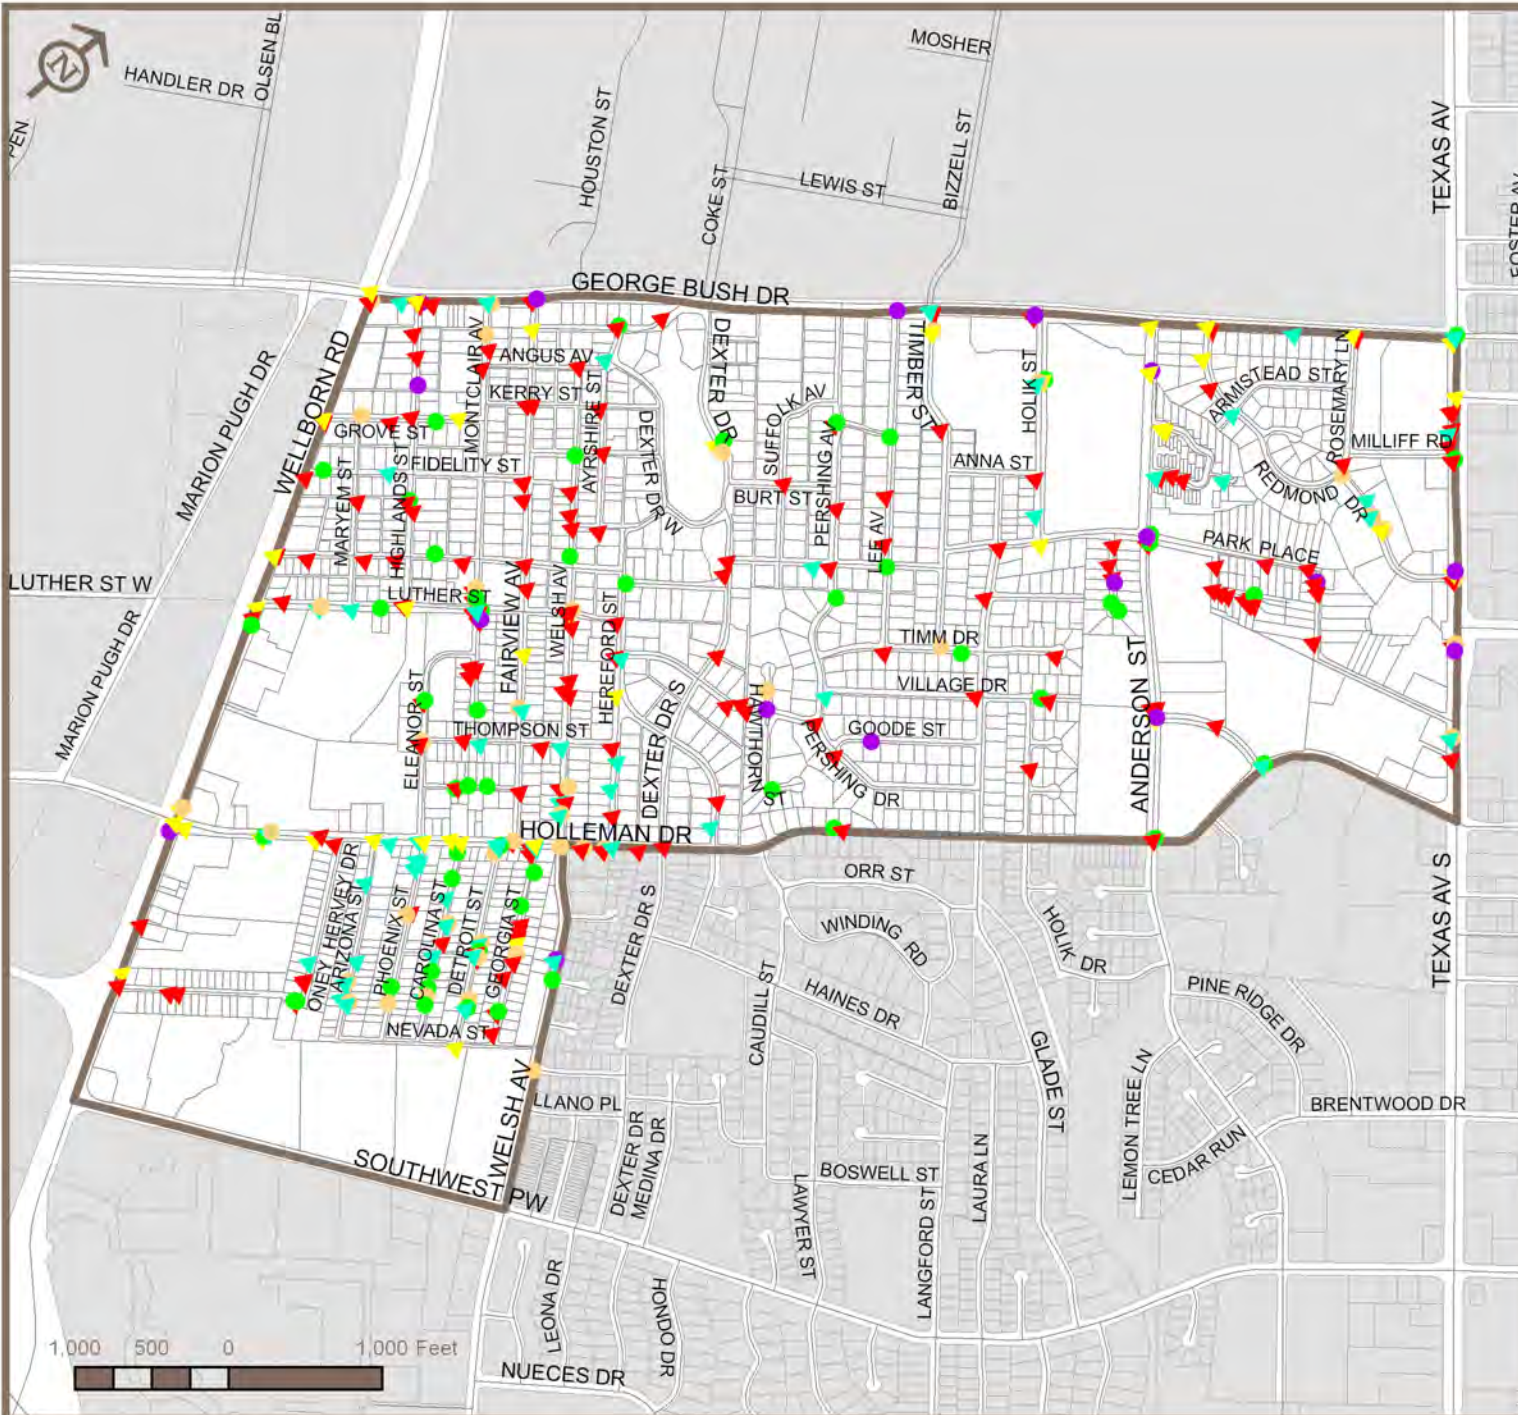 N
HANDLER DR
OLSEN BL
PEN
HOUSTON ST
COKE ST
MOSHER
LEWIS ST
BIZZELL ST
TEXAS AV
FOSTER AV
GEORGE BUSH DR
WELLBORN RD
MARION PUGH DR
MONTCLAIR AV
ANGUS AV
KERRY ST
AYRSHIRE ST
DEXTER DR
DEXTER DR W
SUFFOLK AV
PERSHING AV
TIMBER ST
HOLIK ST
ARMISTEAD ST
ROSEMARY LN
MILLIFF RD
REDMOND DR
GROVE ST
FIDELITY ST
MARYEM ST
HIGHLANDS ST
BURT ST
LEE AV
ANNA ST
PARK PLACE
LUTHER ST W
LUTHER ST
MARION PUGH DR
FAIRVIEW AV
WELSH AV
HEREFORD ST
TIMM DR
VILLAGE DR
ANDERSON ST
ELEANOR ST
THOMPSON ST
DEXTER DR S
HAWTHORN ST
GOODE ST
PERSHING DR
HOLLEMAN DR
ONEY HERVEY DR
ARIZONA ST
PHOENIX ST
CAROLINA ST
DETROIT ST
GEORGIA ST
NEVADA ST
DEXTER DR S
ORR ST
WINDING RD
HOLIK DR
TEXAS AV S
CAUDILL ST
HAINES DR
GLADE ST
PINE RIDGE DR
LEMON TREE LN
CEDAR RUN
BRENTWOOD DR
WELSH AV
LLANO PL
DEXTER DR
MEDINA DR
SOUTHWEST PW
BOSWELL ST
LAWYER ST
LANGFORD ST
LAURA LN
LEONA DR
HONDO DR
NUECES DR
1,000 500 0 1,000 Feet